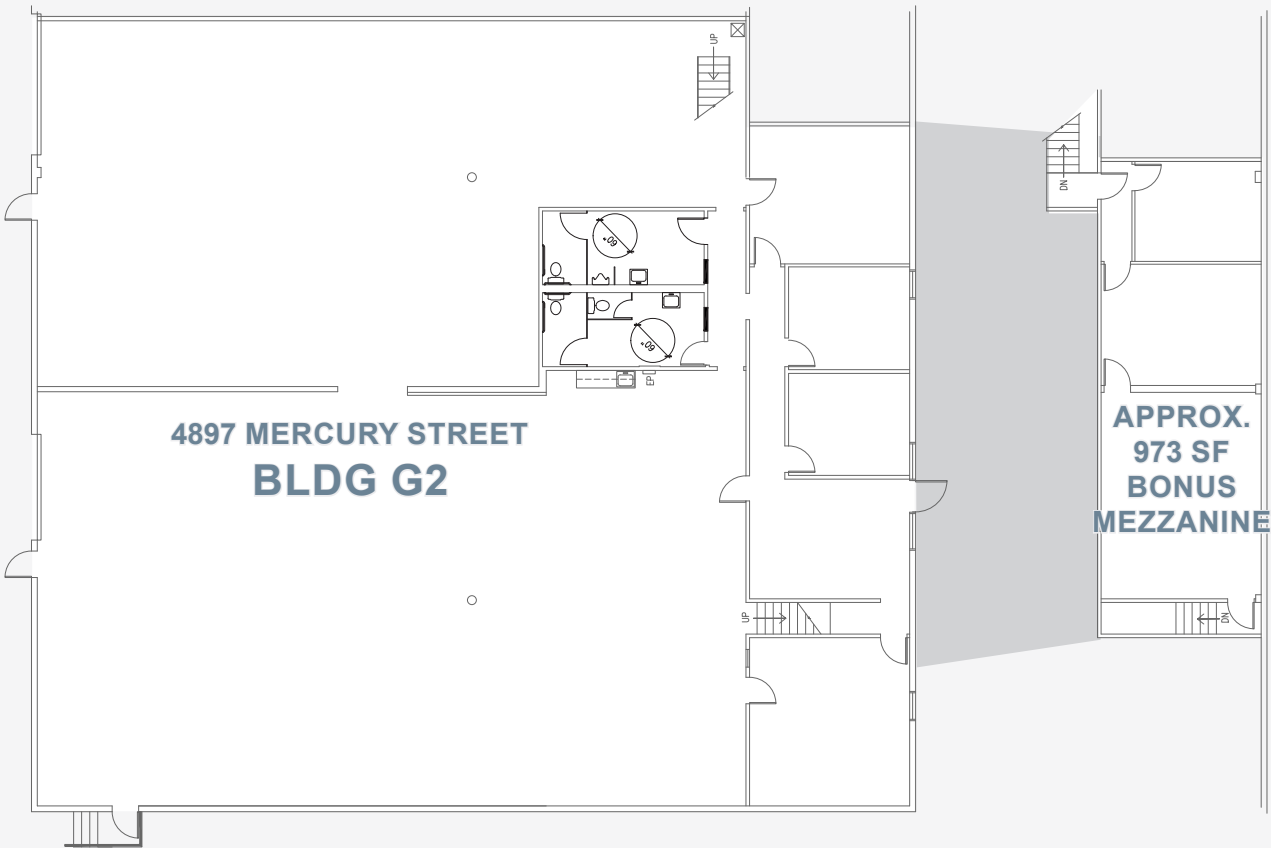 UP
DN
60"
60"
EP
4897 MERCURY STREET
BLDG G2
APPROX.
973 SF
BONUS
MEZZANINE
UP
DN